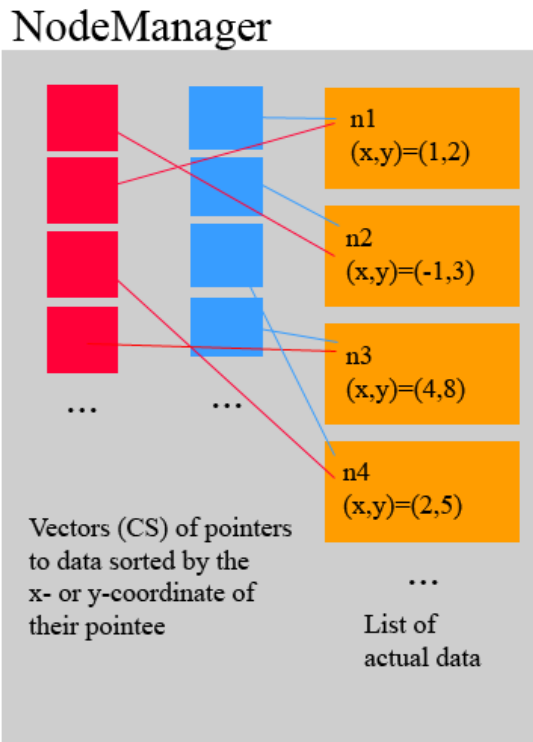 NodeManager
n1
(x,y)=(1,2)
n2
(x,y)=(-1,3)
n3
(x,y)=(4,8)
n4
(x,y)=(2,5)
...
...
...
Vectors (CS) of pointers
to data sorted by the
x- or y-coordinate of
their pointee
List of
actual data